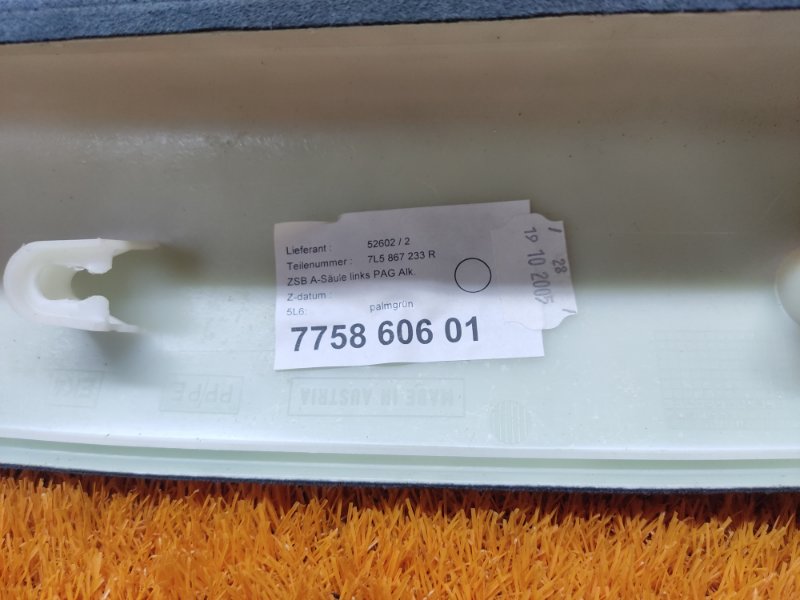 Lieferant : 52602 / 2
Teilenummer : 7L5 867 233 R
ZSB A-Säule links PAG Alk.
Z-datum :
5L6: palmgrün
7758 606 01
/ 28 /
19 10 2005
EK4
PP.PE
MADE IN AUSTRIA